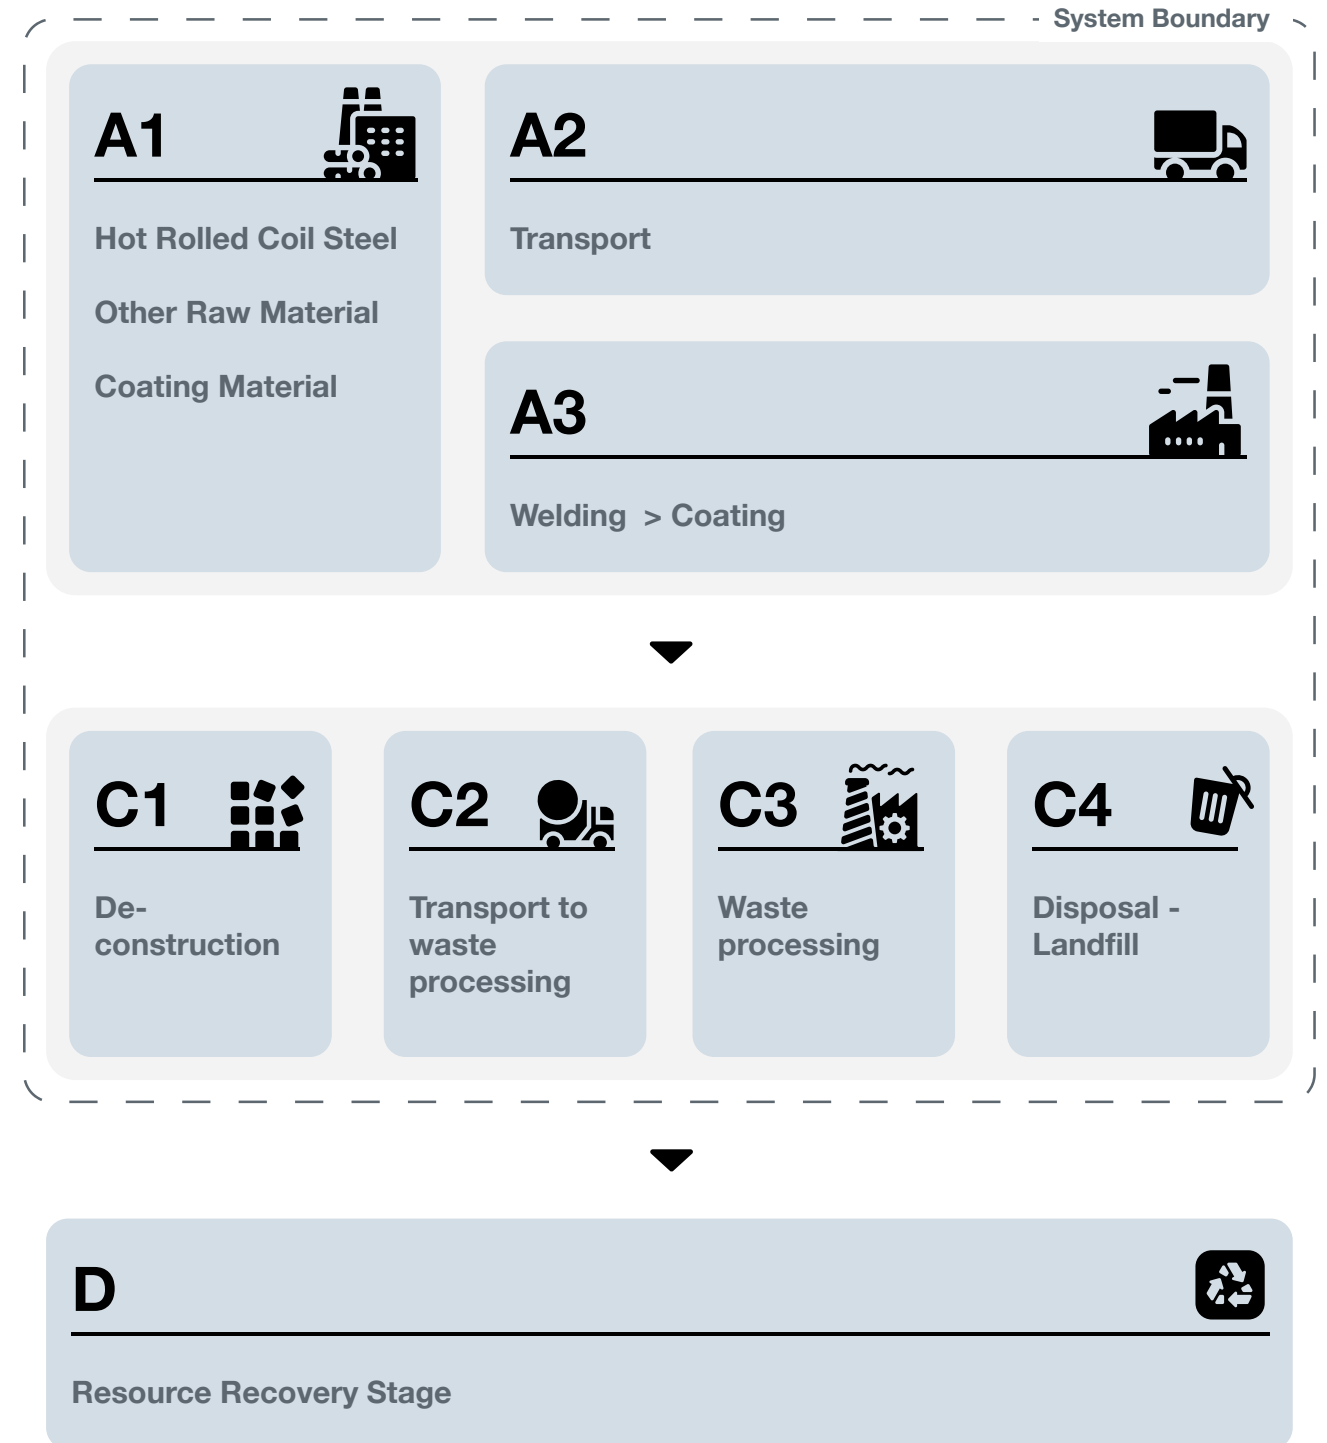 System Boundary
A1
Hot Rolled Coil Steel
Other Raw Material
Coating Material
A2
Transport
A3
Welding  > Coating
C1
De-
construction
C2
Transport to
waste
processing
C3
Waste
processing
C4
Disposal -
Landfill
D
Resource Recovery Stage